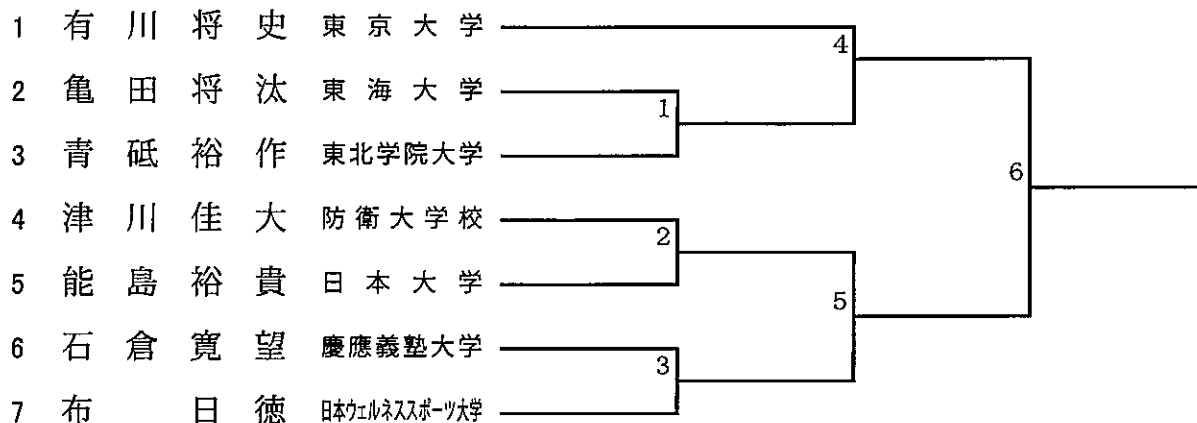 1 有川将史 東京大学
4
2 亀田将汰 東海大学
1
3 青砥裕作 東北学院大学
6
4 津川佳大 防衛大学校
2
5 能島裕貴 日本大学
5
6 石倉寛望 慶應義塾大学
3
7 布 日徳 日本ウェルネススポーツ大学